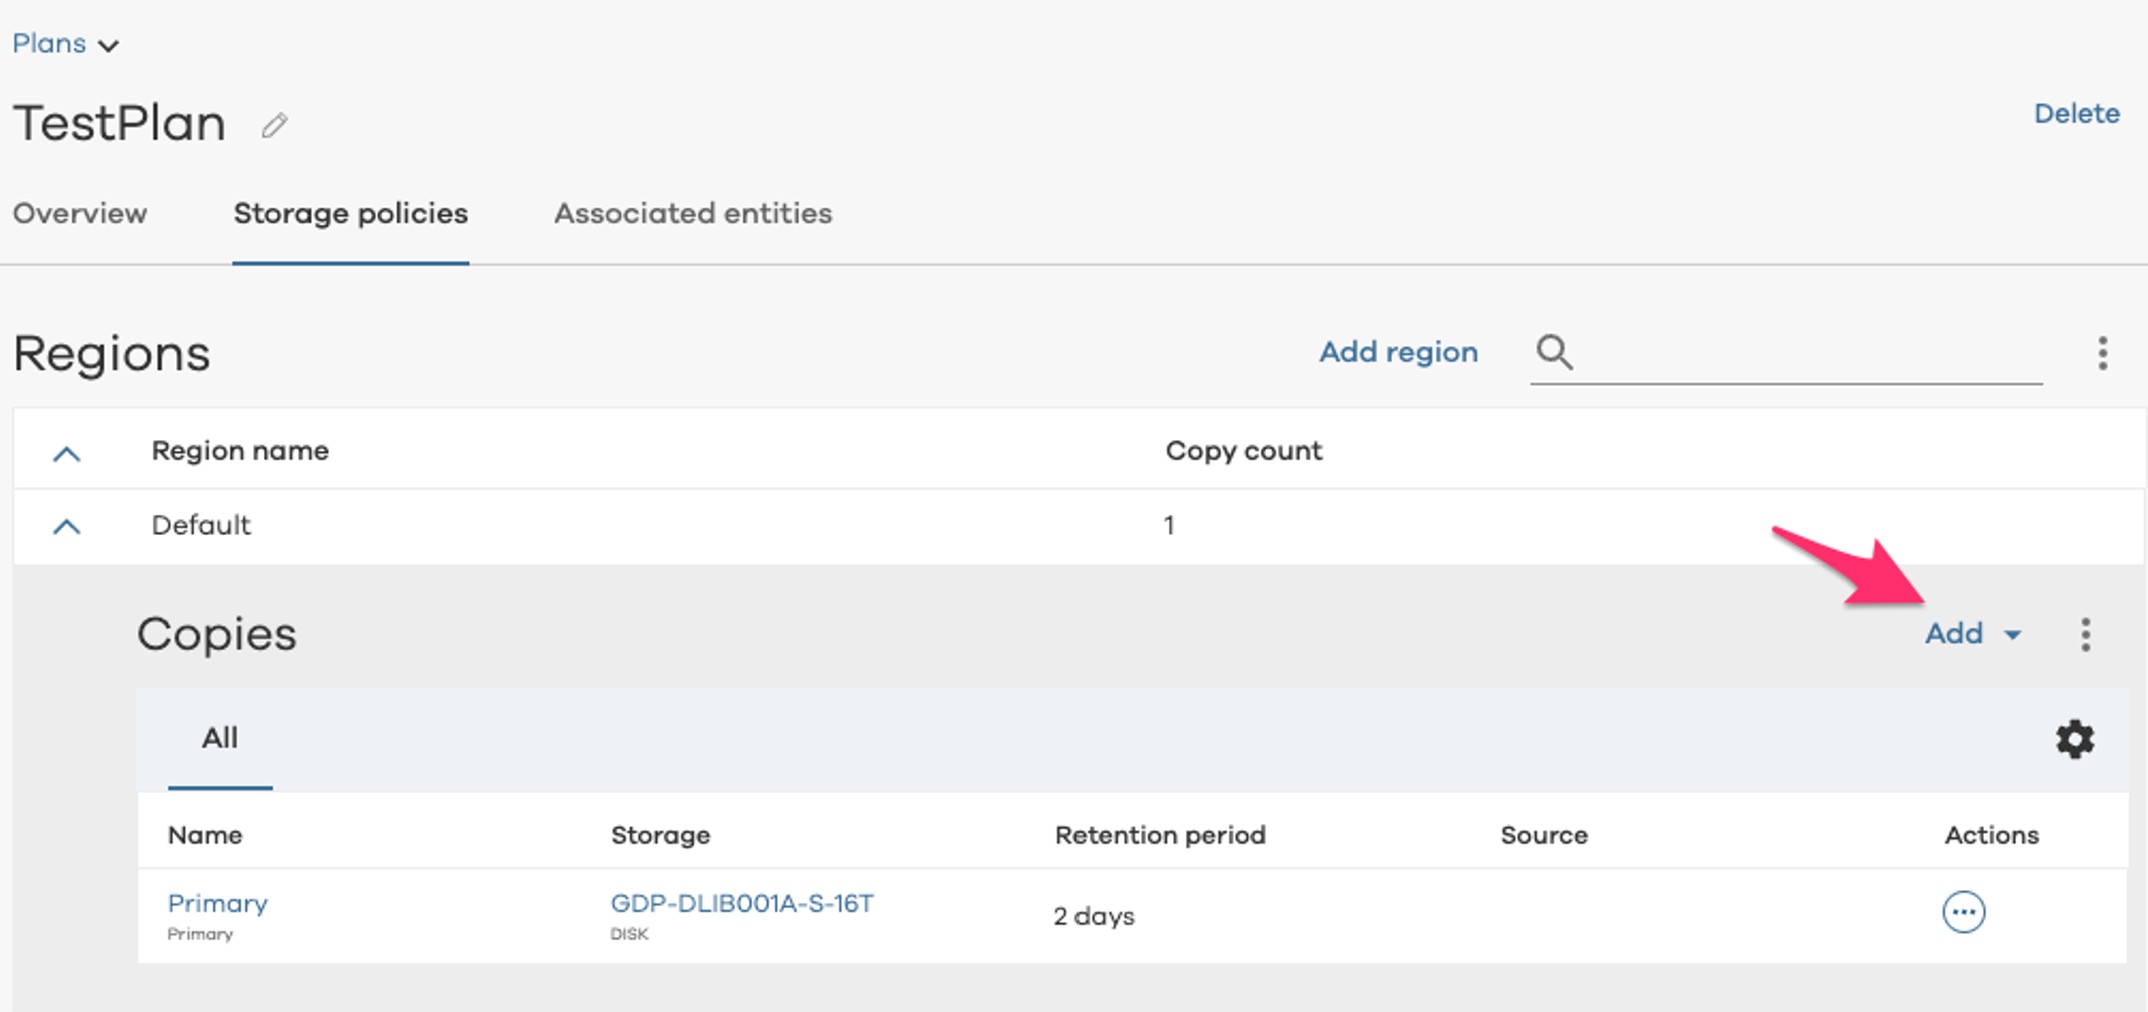 Plans
TestPlan
Delete
Overview Storage policies Associated entities
Regions Add region
Region name Copy count
Default 1
Copies Add
All
Name Storage Retention period Source Actions
Primary GDP-DLIB001A-S-16T 2 days
Primary DISK